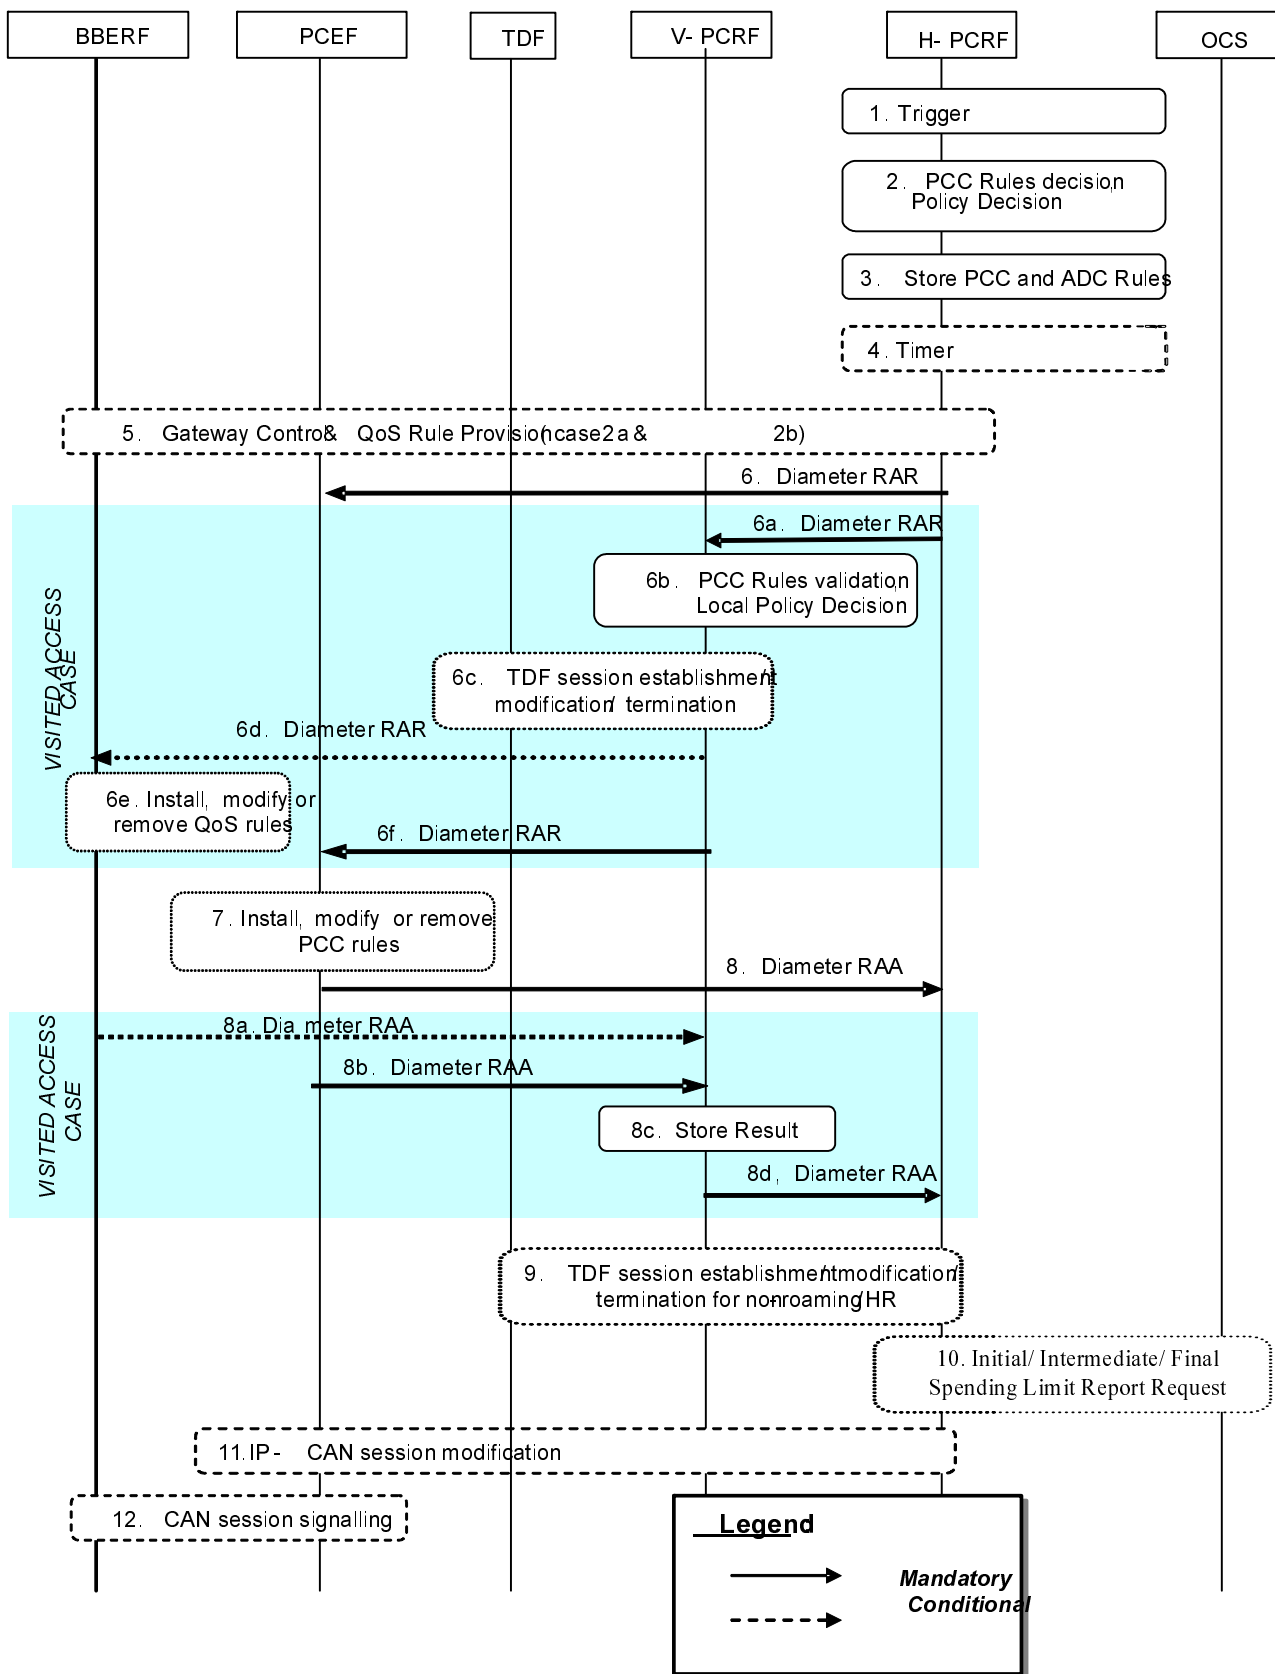 BBERF
PCEF
TDF
V- PCRF
H- PCRF
OCS
1. Trigger
2. PCC Rules decision,
Policy Decision
3. Store PCC and ADC Rules
4. Timer
5. Gateway Control & QoS Rule Provision (case 2a & 2b)
6. Diameter RAR
6a. Diameter RAR
6b. PCC Rules validation,
Local Policy Decision
VISITED ACCESS
CASE
6c. TDF session establishment/
modification/ termination
6d. Diameter RAR
6e. Install, modify or
remove QoS rules
6f. Diameter RAR
7. Install, modify or remove
PCC rules
8. Diameter RAA
VISITED ACCESS
CASE
8a. Dia meter RAA
8b. Diameter RAA
8c. Store Result
8d, Diameter RAA
9. TDF session establishment/modification/
termination for non-roaming/HR
10. Initial/ Intermediate/ Final
Spending Limit Report Request
11. IP - CAN session modification
12. CAN session signalling
Legend
Mandatory
Conditional